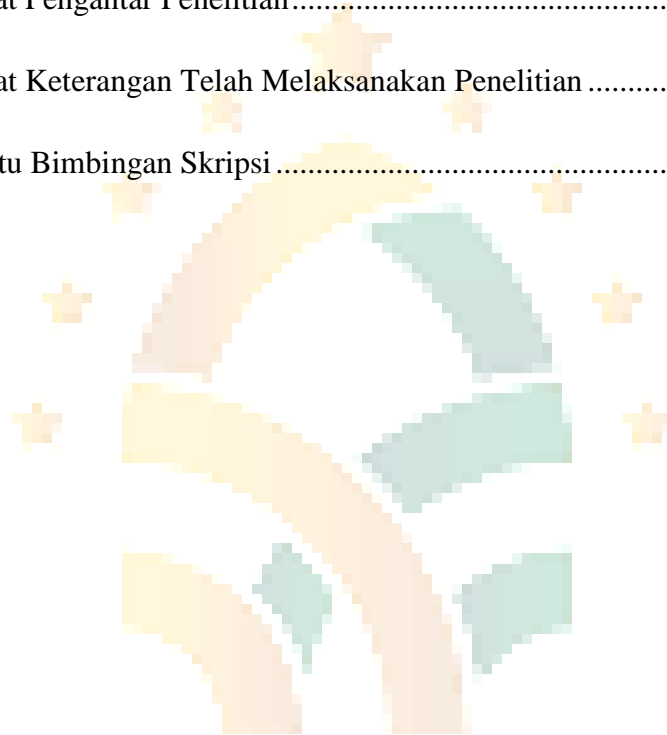 at Pengantar Penelitian.................................................
at Keterangan Telah Melaksanakan Penelitian ..........
tu Bimbingan Skripsi..................................................